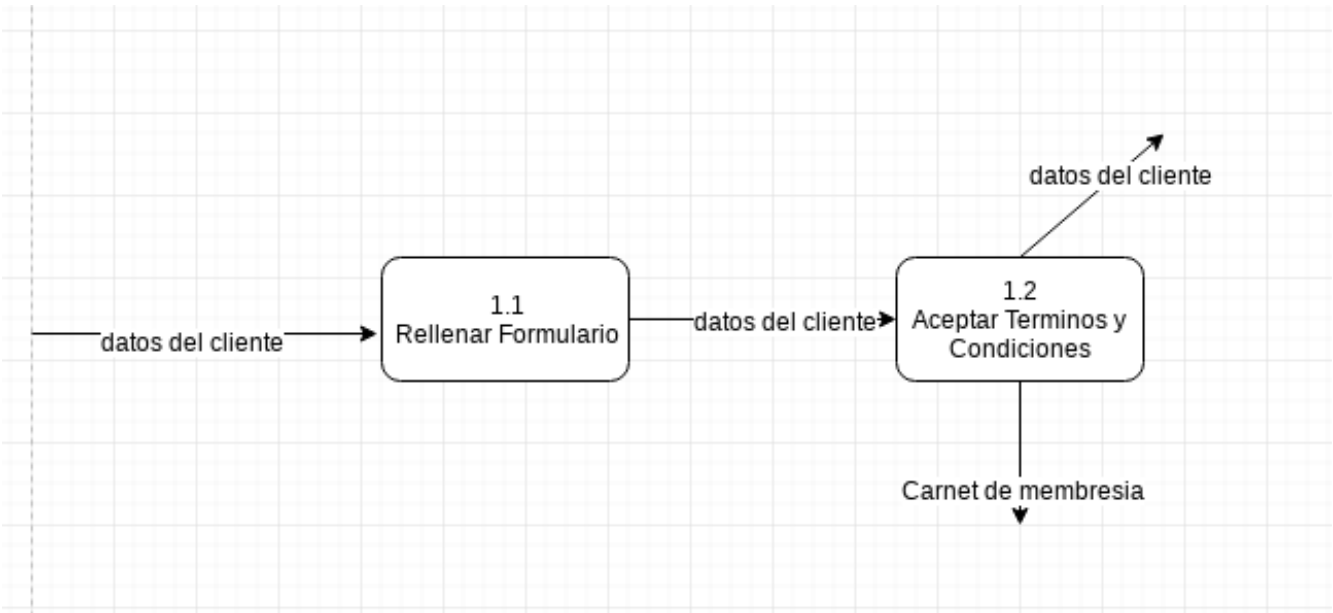 datos del cliente
1.1
Rellenar Formulario
datos del cliente
1.2
Aceptar Terminos y
Condiciones
datos del cliente
Carnet de membresia